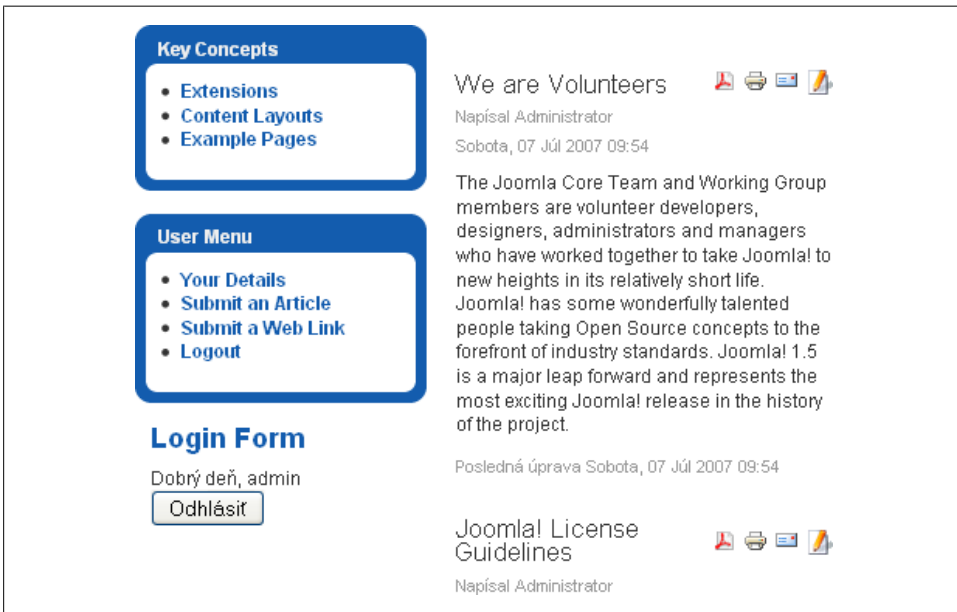 Key Concepts
Extensions
Content Layouts
Example Pages
User Menu
Your Details
Submit an Article
Submit a Web Link
Logout
Login Form
Dobrý deň, admin
Odhlásiť
We are Volunteers
Napísal Administrator
Sobota, 07 Júl 2007 09:54
The Joomla Core Team and Working Group
members are volunteer developers,
designers, administrators and managers
who have worked together to take Joomla! to
new heights in its relatively short life.
Joomla! has some wonderfully talented
people taking Open Source concepts to the
forefront of industry standards. Joomla! 1.5
is a major leap forward and represents the
most exciting Joomla! release in the history
of the project.
Posledná úprava Sobota, 07 Júl 2007 09:54
Joomla! License
Guidelines
Napísal Administrator